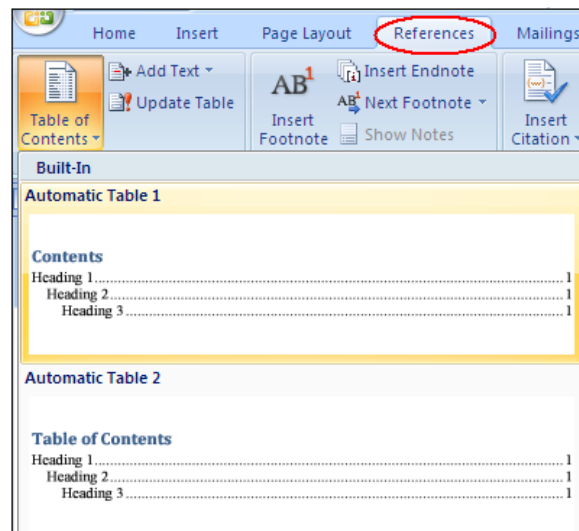 Home Insert Page Layout References Mailings
Table of Contents
Add Text
Update Table
AB1
Insert Footnote
Insert Endnote
AB1 Next Footnote
Show Notes
Insert Citation
Built-In
Automatic Table 1
Contents
Heading 1........................................................................1
Heading 2........................................................................1
Heading 3........................................................................1
Automatic Table 2
Table of Contents
Heading 1........................................................................1
Heading 2........................................................................1
Heading 3........................................................................1